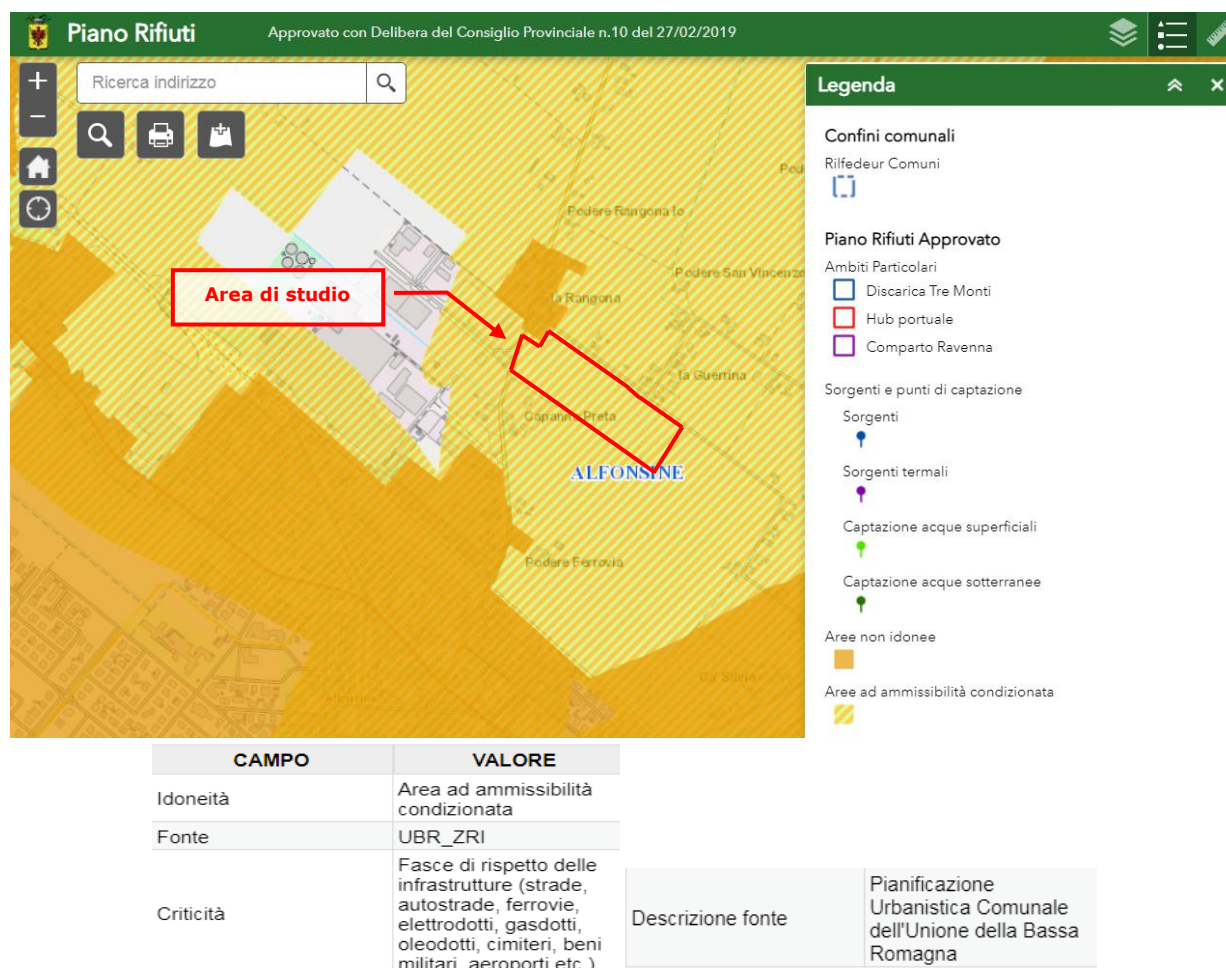 Piano Rifiuti
Approvato con Delibera del Consiglio Provinciale n.10 del 27/02/2019
+
Ricerca indirizzo
−
Legenda
Confini comunali
Rilfedeur Comuni
Piano Rifiuti Approvato
Ambiti Particolari
Discarica Tre Monti
Hub portuale
Comparto Ravenna
Sorgenti e punti di captazione
Sorgenti
Sorgenti termali
Captazione acque superficiali
Captazione acque sotterranee
Aree non idonee
Aree ad ammissibilità condizionata
Pod
Podere Rangona Io
Podere San Vincenzo
Area di studio
la Rangona
la Guerrina
Capanne Preta
ALFONSINE
Podere Ferrovia
Ca' Silvia
Alfonsine
CAMPO
VALORE
Idoneità
Area ad ammissibilità
condizionata
Fonte
UBR_ZRI
Criticità
Fasce di rispetto delle
infrastrutture (strade,
autostrade, ferrovie,
elettrodotti, gasdotti,
oleodotti, cimiteri, beni
militari, aeroporti etc.)
Descrizione fonte
Pianificazione
Urbanistica Comunale
dell'Unione della Bassa
Romagna